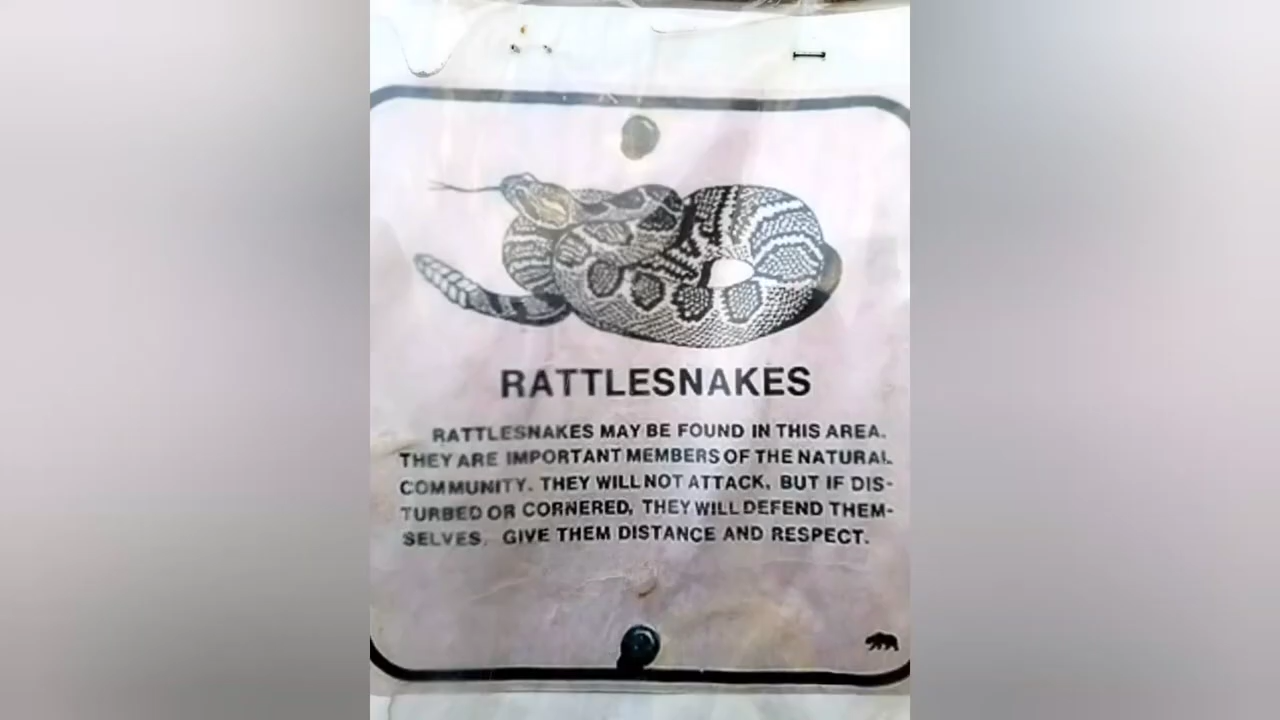 RATTLESNAKES
RATTLESNAKES MAY BE FOUND IN THIS AREA.
THEY ARE IMPORTANT MEMBERS OF THE NATURAL
COMMUNITY. THEY WILL NOT ATTACK, BUT IF DIS-
TURBED OR CORNERED, THEY WILL DEFEND THEM-
SELVES. GIVE THEM DISTANCE AND RESPECT.